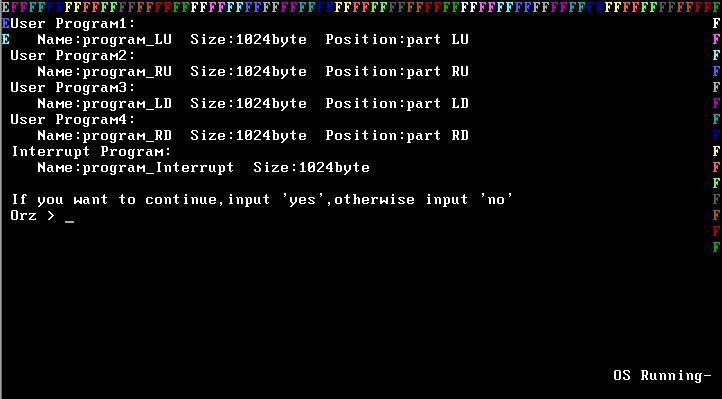 EFFFFFFFFFFFFFFFFFFFFFFFFFFFFFFFFFFFFFFFFFFFFFFFFFFFFFFFFFFFFFFFFFFFFFFFFFFFFFFF
EUser Program1: F
E Name:program_LU Size:1024byte Position:part LU F
User Program2: F
Name:program_RU Size:1024byte Position:part RU F
User Program3: F
Name:program_LD Size:1024byte Position:part LD F
User Program4: F
Name:program_RD Size:1024byte Position:part RD F
Interrupt Program: F
Name:program_Interrupt Size:1024byte F
F
If you want to continue,input 'yes',otherwise input 'no' F
Orz > _ F
F
F
OS Running-